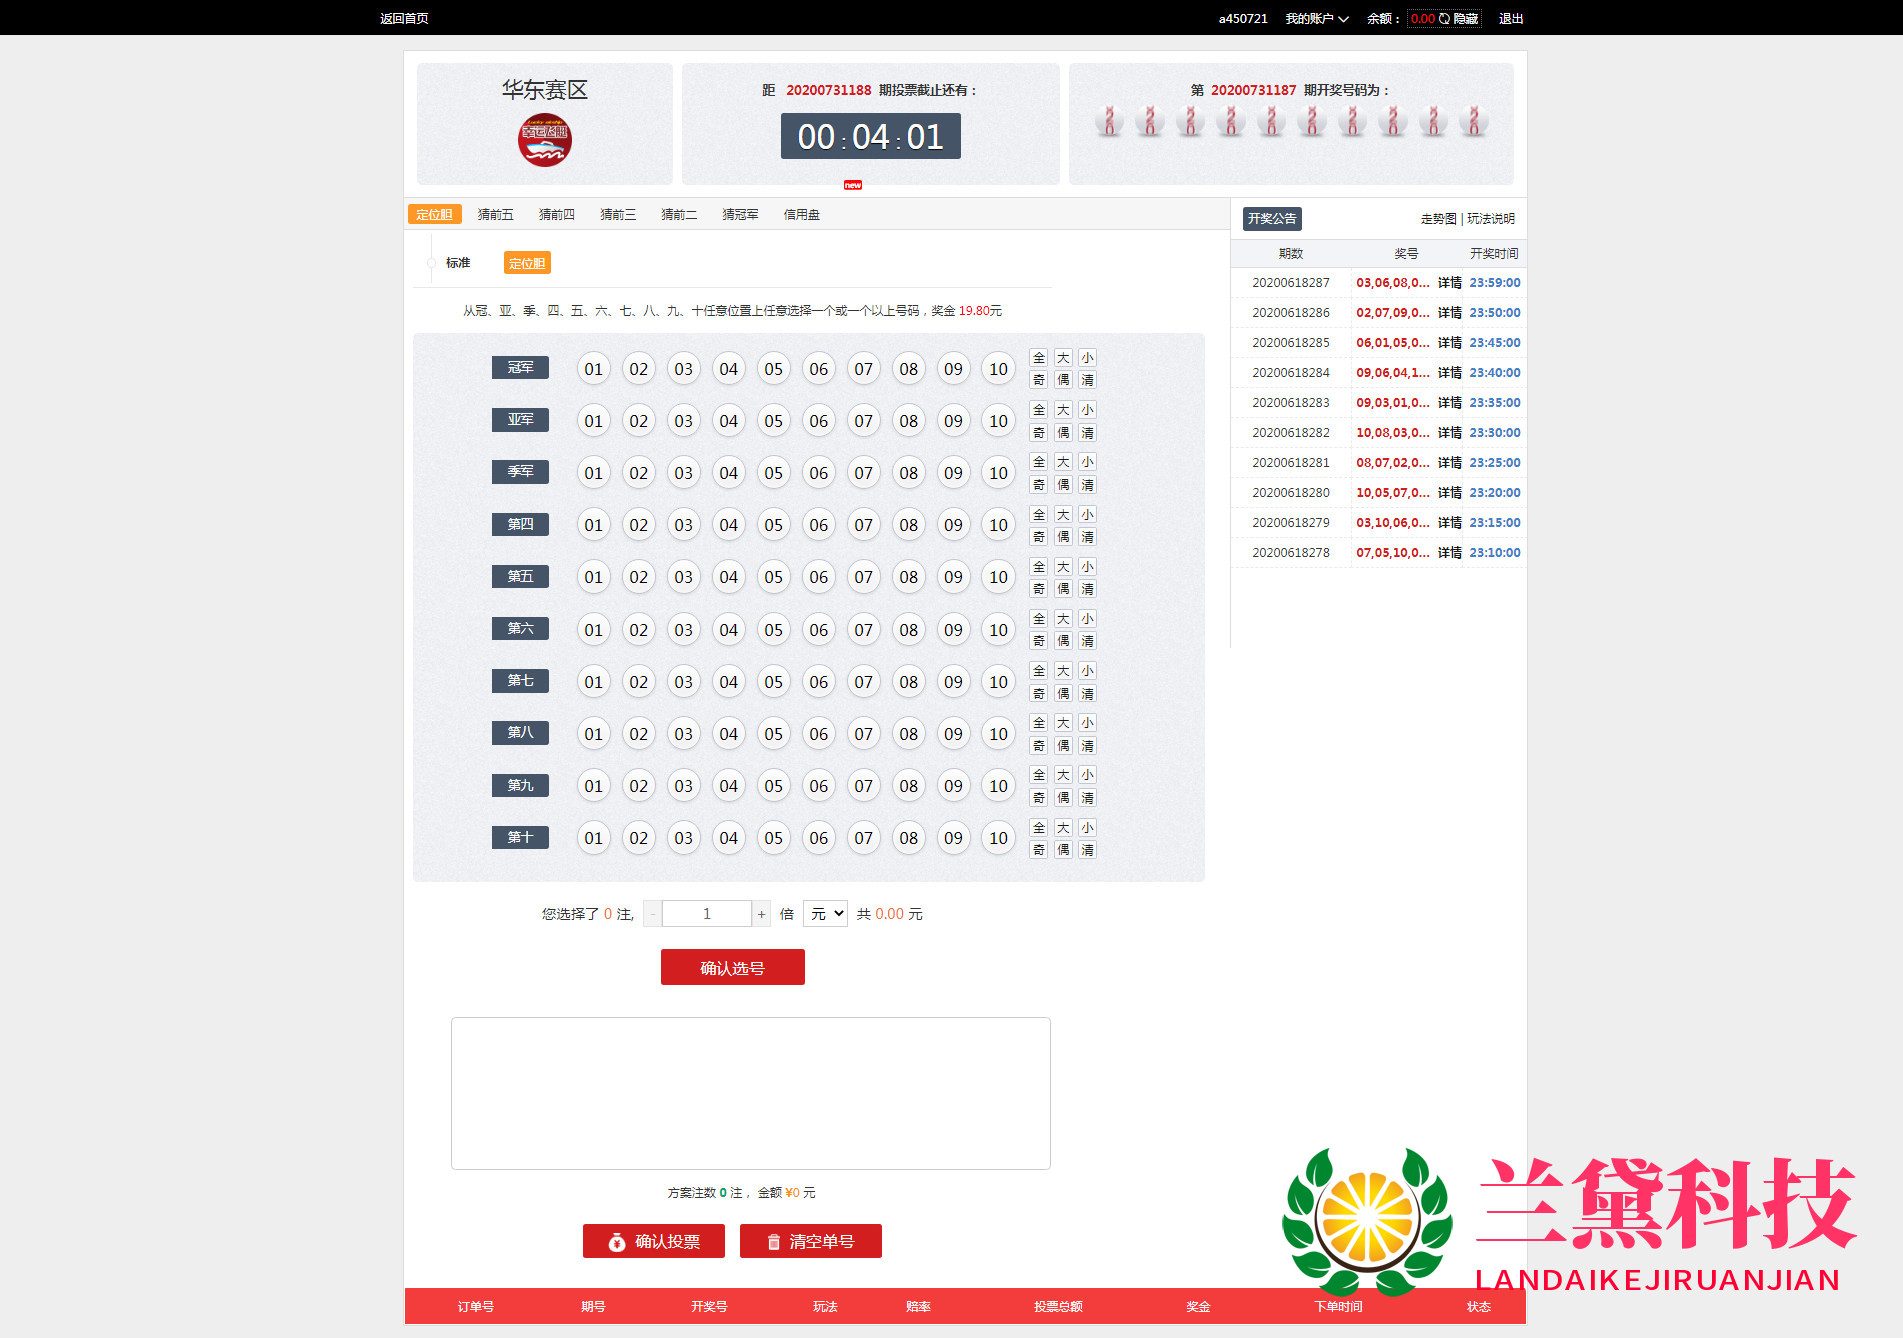 返回首页 a450721 我的账户 余额： 0.00 隐藏 退出
华东赛区
幸运飞艇
距 20200731188 期投票截止还有：
00 : 04 : 01
new
第 20200731187 期开奖号码为：
定位胆 猜前五 猜前四 猜前三 猜前二 猜冠军 信用盘
标准 定位胆
从冠、亚、季、四、五、六、七、八、九、十任意位置上任意选择一个或一个以上号码，奖金 19.80元
冠军 01 02 03 04 05 06 07 08 09 10 全 大 小
奇 偶 清
亚军 01 02 03 04 05 06 07 08 09 10 全 大 小
奇 偶 清
季军 01 02 03 04 05 06 07 08 09 10 全 大 小
奇 偶 清
第四 01 02 03 04 05 06 07 08 09 10 全 大 小
奇 偶 清
第五 01 02 03 04 05 06 07 08 09 10 全 大 小
奇 偶 清
第六 01 02 03 04 05 06 07 08 09 10 全 大 小
奇 偶 清
第七 01 02 03 04 05 06 07 08 09 10 全 大 小
奇 偶 清
第八 01 02 03 04 05 06 07 08 09 10 全 大 小
奇 偶 清
第九 01 02 03 04 05 06 07 08 09 10 全 大 小
奇 偶 清
第十 01 02 03 04 05 06 07 08 09 10 全 大 小
奇 偶 清
您选择了 0 注, - 1 + 倍 元 共 0.00 元
确认选号
方案注数 0 注， 金额 ¥0 元
确认投票 清空单号
开奖公告 走势图 | 玩法说明
期数 奖号 开奖时间
20200618287 03,06,08,0... 详情 23:59:00
20200618286 02,07,09,0... 详情 23:50:00
20200618285 06,01,05,0... 详情 23:45:00
20200618284 09,06,04,1... 详情 23:40:00
20200618283 09,03,01,0... 详情 23:35:00
20200618282 10,08,03,0... 详情 23:30:00
20200618281 08,07,02,0... 详情 23:25:00
20200618280 10,05,07,0... 详情 23:20:00
20200618279 03,10,06,0... 详情 23:15:00
20200618278 07,05,10,0... 详情 23:10:00
兰黛科技
LANDAIKEJIRUANJIAN
订单号 期号 开奖号 玩法 赔率 投票总额 奖金 下单时间 状态